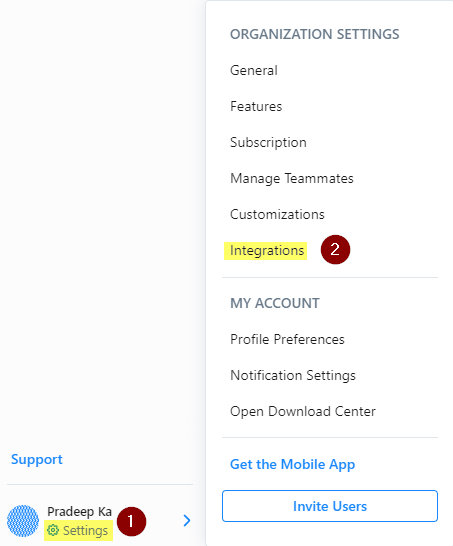 ORGANIZATION SETTINGS
General
Features
Subscription
Manage Teammates
Customizations
Integrations 2
MY ACCOUNT
Profile Preferences
Notification Settings
Open Download Center
Get the Mobile App
Invite Users
Support
Pradeep Ka
Settings 1